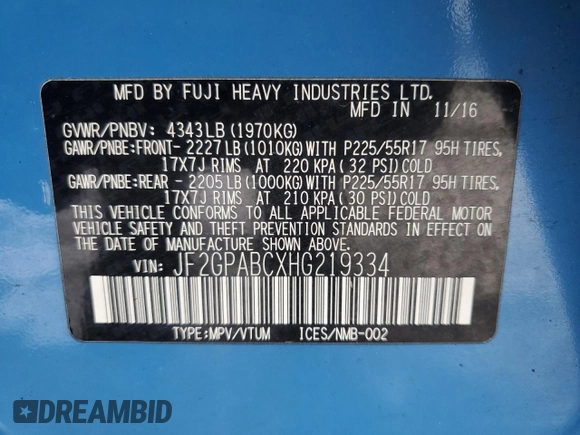 MFD BY FUJI HEAVY INDUSTRIES LTD.
MFD IN 11/16
GVWR/PNBV: 4343LB (1970KG)
GAWR/PNBE:FRONT- 2227 LB (1010KG) WITH P225/55R17 95H TIRES,
17X7J RIMS AT 220 KPA ( 32 PSI) COLD
GAWR/PNBE:REAR - 2205 LB (1000KG) WITH P225/55R17 95H TIRES,
17X7J RIMS AT 210 KPA ( 30 PSI) COLD
THIS VEHICLE CONFORMS TO ALL APPLICABLE FEDERAL MOTOR
VEHICLE SAFETY AND THEFT PREVENTION STANDARDS IN EFFECT
ON THE DATE OF MANUFACTURE SHOWN ABOVE.
VIN: JF2GPABCXHG219334
TYPE:MPV/VTUM ICES/NMB-002
DREAMBID